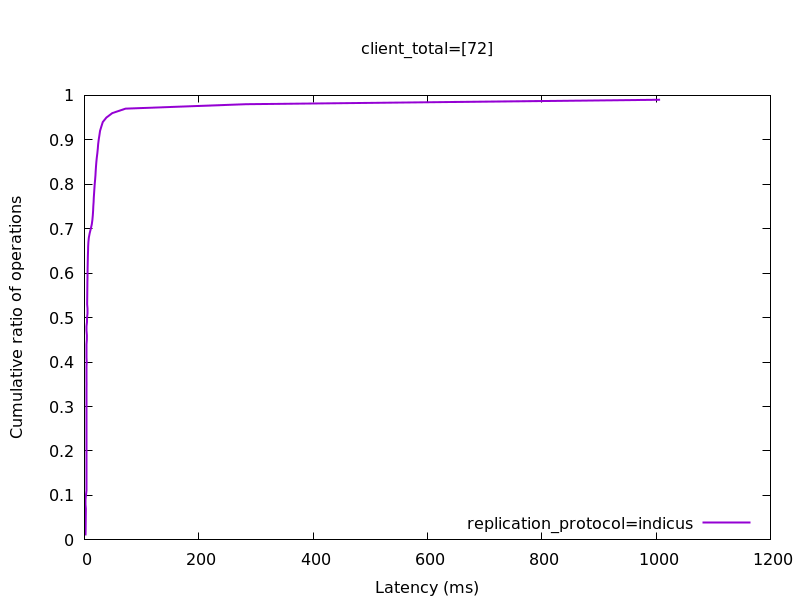 client_total=[72]
1
0.9
0.8
0.7
0.6
0.5
0.4
0.3
0.2
0.1
0
Cumulative ratio of operations
replication_protocol=indicus
0 200 400 600 800 1000 1200
Latency (ms)